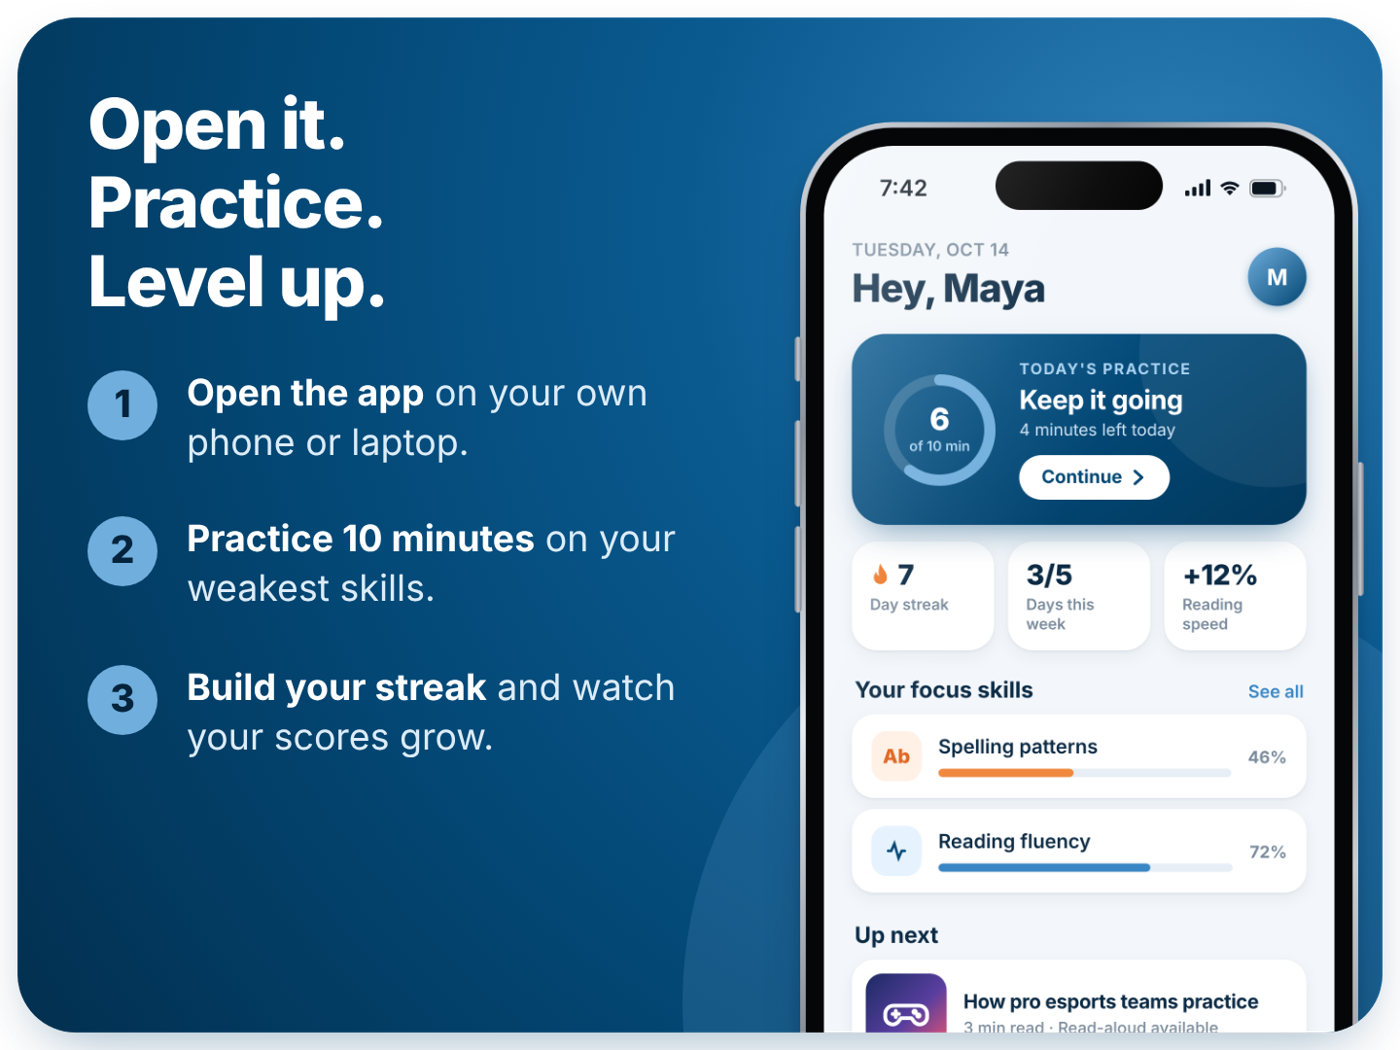 Open it.
Practice.
Level up.
1
Open the app on your own
phone or laptop.
2
Practice 10 minutes on your
weakest skills.
3
Build your streak and watch
your scores grow.
7:42
TUESDAY, OCT 14
Hey, Maya
M
6
of 10 min
TODAY'S PRACTICE
Keep it going
4 minutes left today
Continue
7
Day streak
3/5
Days this
week
+12%
Reading
speed
Your focus skills
See all
Ab
Spelling patterns
46%
Reading fluency
72%
Up next
How pro esports teams practice
3 min read · Read-aloud available